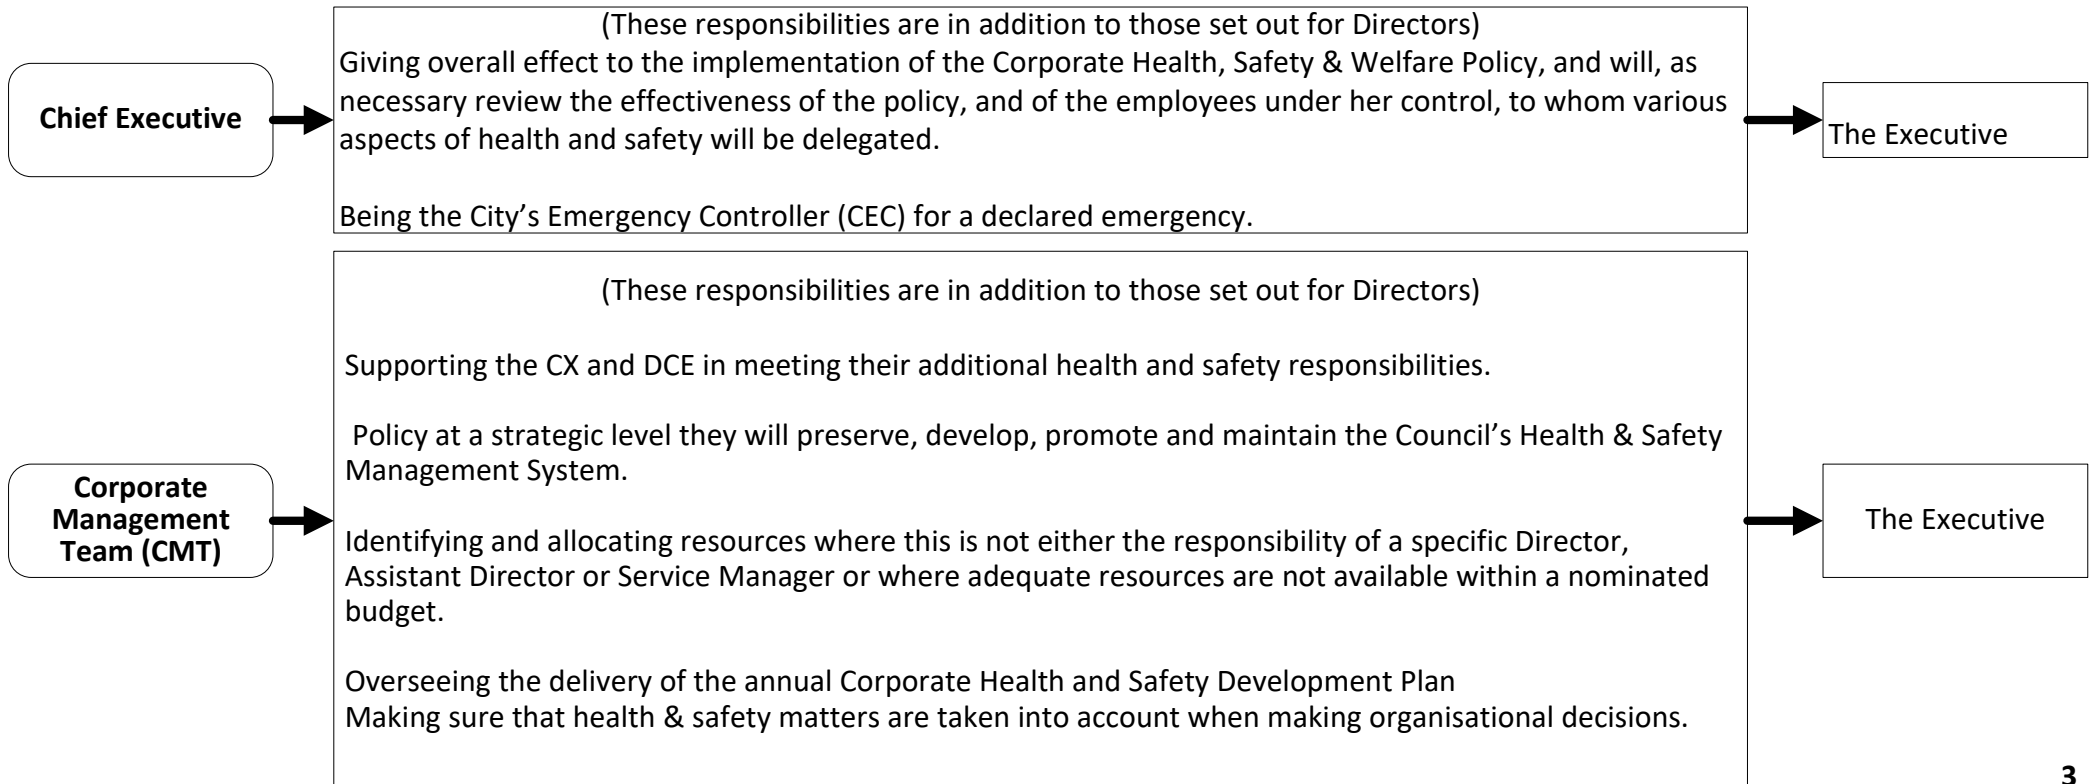 Chief Executive
(These responsibilities are in addition to those set out for Directors)
Giving overall effect to the implementation of the Corporate Health, Safety & Welfare Policy, and will, as
necessary review the effectiveness of the policy, and of the employees under her control, to whom various
aspects of health and safety will be delegated.
Being the City’s Emergency Controller (CEC) for a declared emergency.
The Executive
Corporate
Management
Team (CMT)
(These responsibilities are in addition to those set out for Directors)
Supporting the CX and DCE in meeting their additional health and safety responsibilities.
Policy at a strategic level they will preserve, develop, promote and maintain the Council’s Health & Safety
Management System.
Identifying and allocating resources where this is not either the responsibility of a specific Director,
Assistant Director or Service Manager or where adequate resources are not available within a nominated
budget.
Overseeing the delivery of the annual Corporate Health and Safety Development Plan
Making sure that health & safety matters are taken into account when making organisational decisions.
The Executive
3